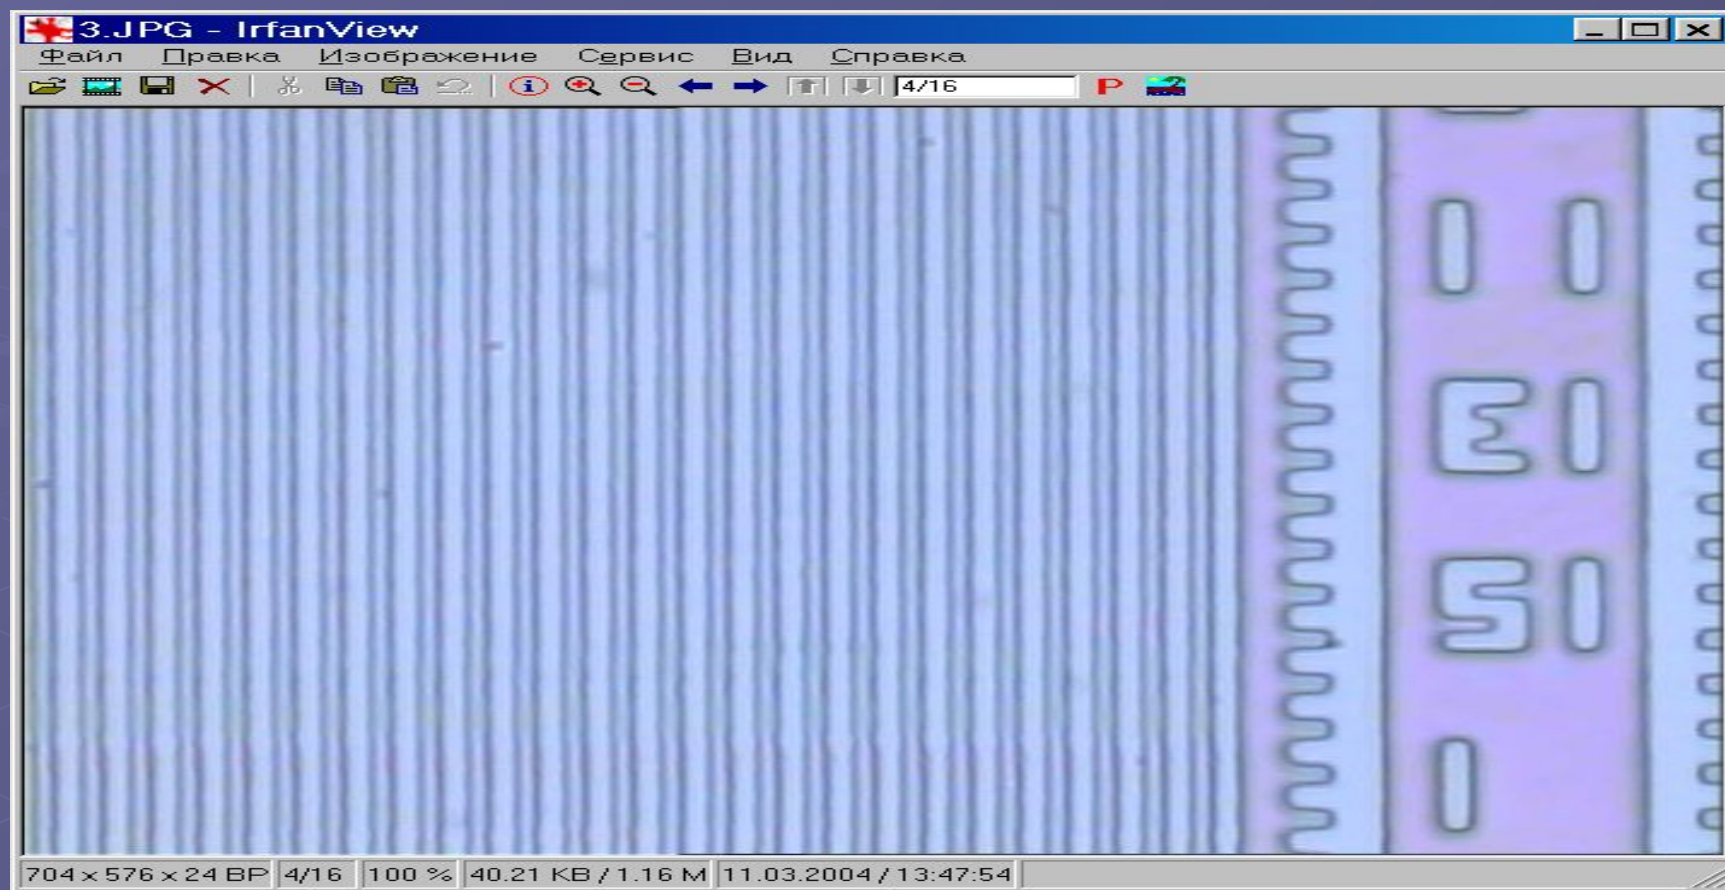 3.JPG - IrfanView
Файл Правка Изображение Сервис Вид Справка
4/16 P
704 x 576 x 24 BP 4/16 100 % 40.21 KB / 1.16 M 11.03.2004 / 13:47:54